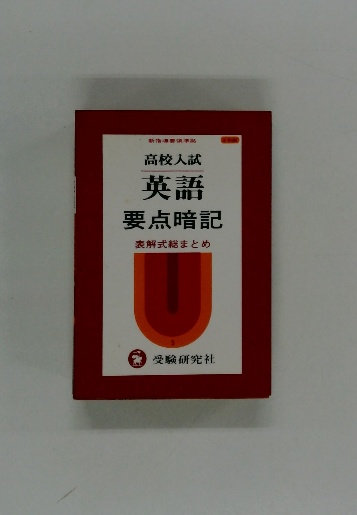 新指導要領準拠
高校入試
英語
要点暗記
表解式総まとめ
受験研究社